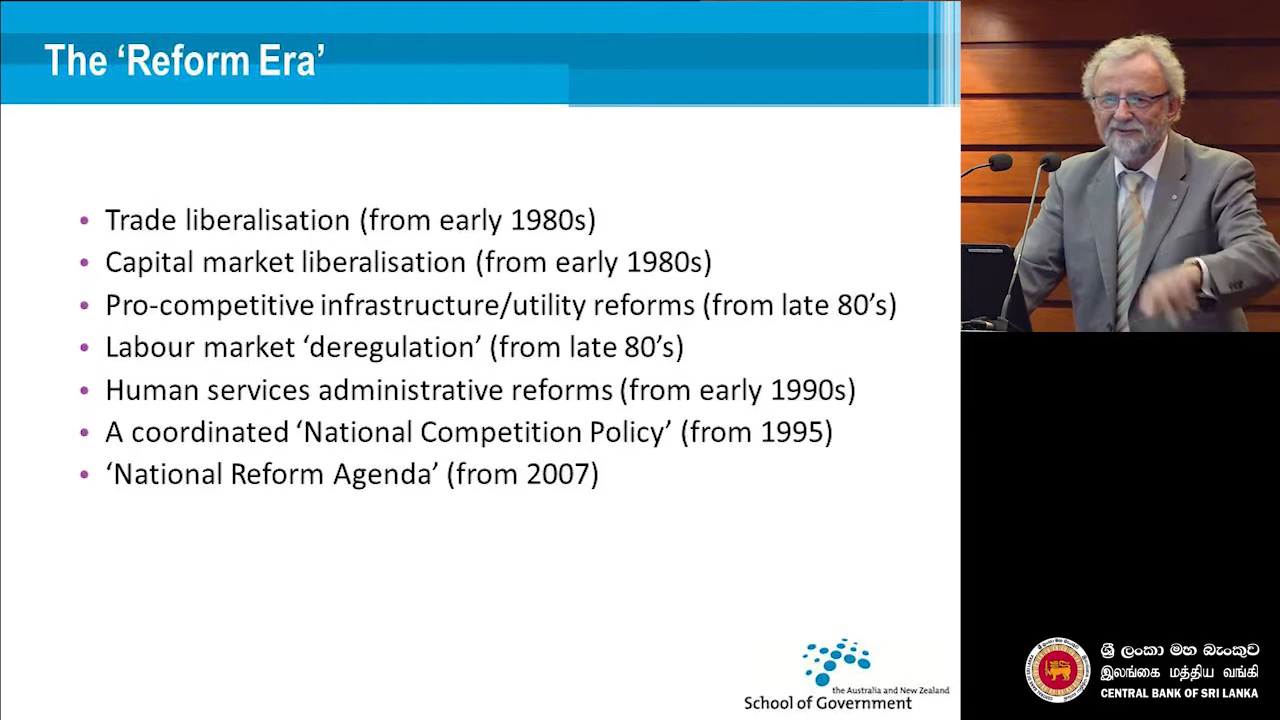 The ‘Reform Era’
• Trade liberalisation (from early 1980s)
• Capital market liberalisation (from early 1980s)
• Pro-competitive infrastructure/utility reforms (from late 80’s)
• Labour market ‘deregulation’ (from late 80’s)
• Human services administrative reforms (from early 1990s)
• A coordinated ‘National Competition Policy’ (from 1995)
• ‘National Reform Agenda’ (from 2007)
the Australia and New Zealand
School of Government
ශ්‍රී ලංකා මහ බැංකුව
இலங்கை மத்திய வங்கி
CENTRAL BANK OF SRI LANKA